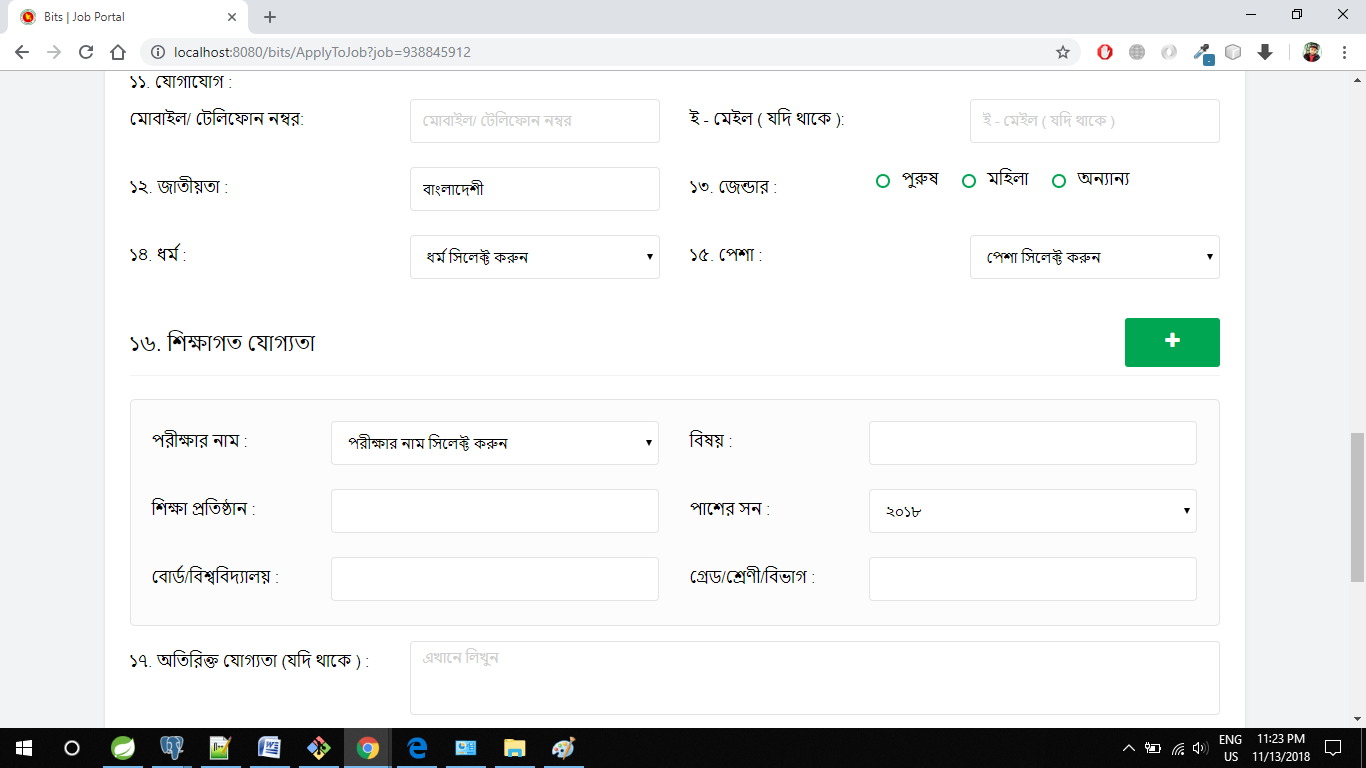 Bits | Job Portal
localhost:8080/bits/ApplyToJob?job=938845912
১১. যোগাযোগ :
মোবাইল/ টেলিফোন নম্বর: মোবাইল/ টেলিফোন নম্বর ই - মেইল ( যদি থাকে ): ই - মেইল ( যদি থাকে )
১২. জাতীয়তা : বাংলাদেশী ১৩. জেন্ডার : পুরুষ মহিলা অন্যান্য
১৪. ধর্ম : ধর্ম সিলেক্ট করুন ১৫. পেশা : পেশা সিলেক্ট করুন
১৬. শিক্ষাগত যোগ্যতা
পরীক্ষার নাম : পরীক্ষার নাম সিলেক্ট করুন বিষয় :
শিক্ষা প্রতিষ্ঠান : পাশের সন : ২০১৮
বোর্ড/বিশ্ববিদ্যালয় : গ্রেড/শ্রেণী/বিভাগ :
১৭. অতিরিক্ত যোগ্যতা (যদি থাকে ) : এখানে লিখুন
ENG 11:23 PM
US 11/13/2018